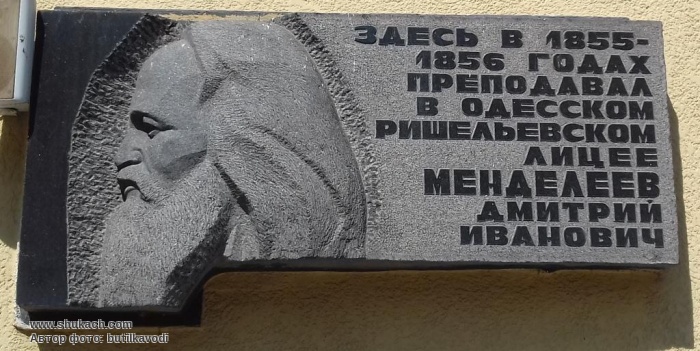 ЗДЕСЬ В 1855-
1856 ГОДАХ
ПРЕПОДАВАЛ
В ОДЕССКОМ
РИШЕЛЬЕВСКОМ
ЛИЦЕЕ
МЕНДЕЛЕЕВ
ДМИТРИЙ
ИВАНОВИЧ
www.shukach.com
Автор фото: butilkavodi